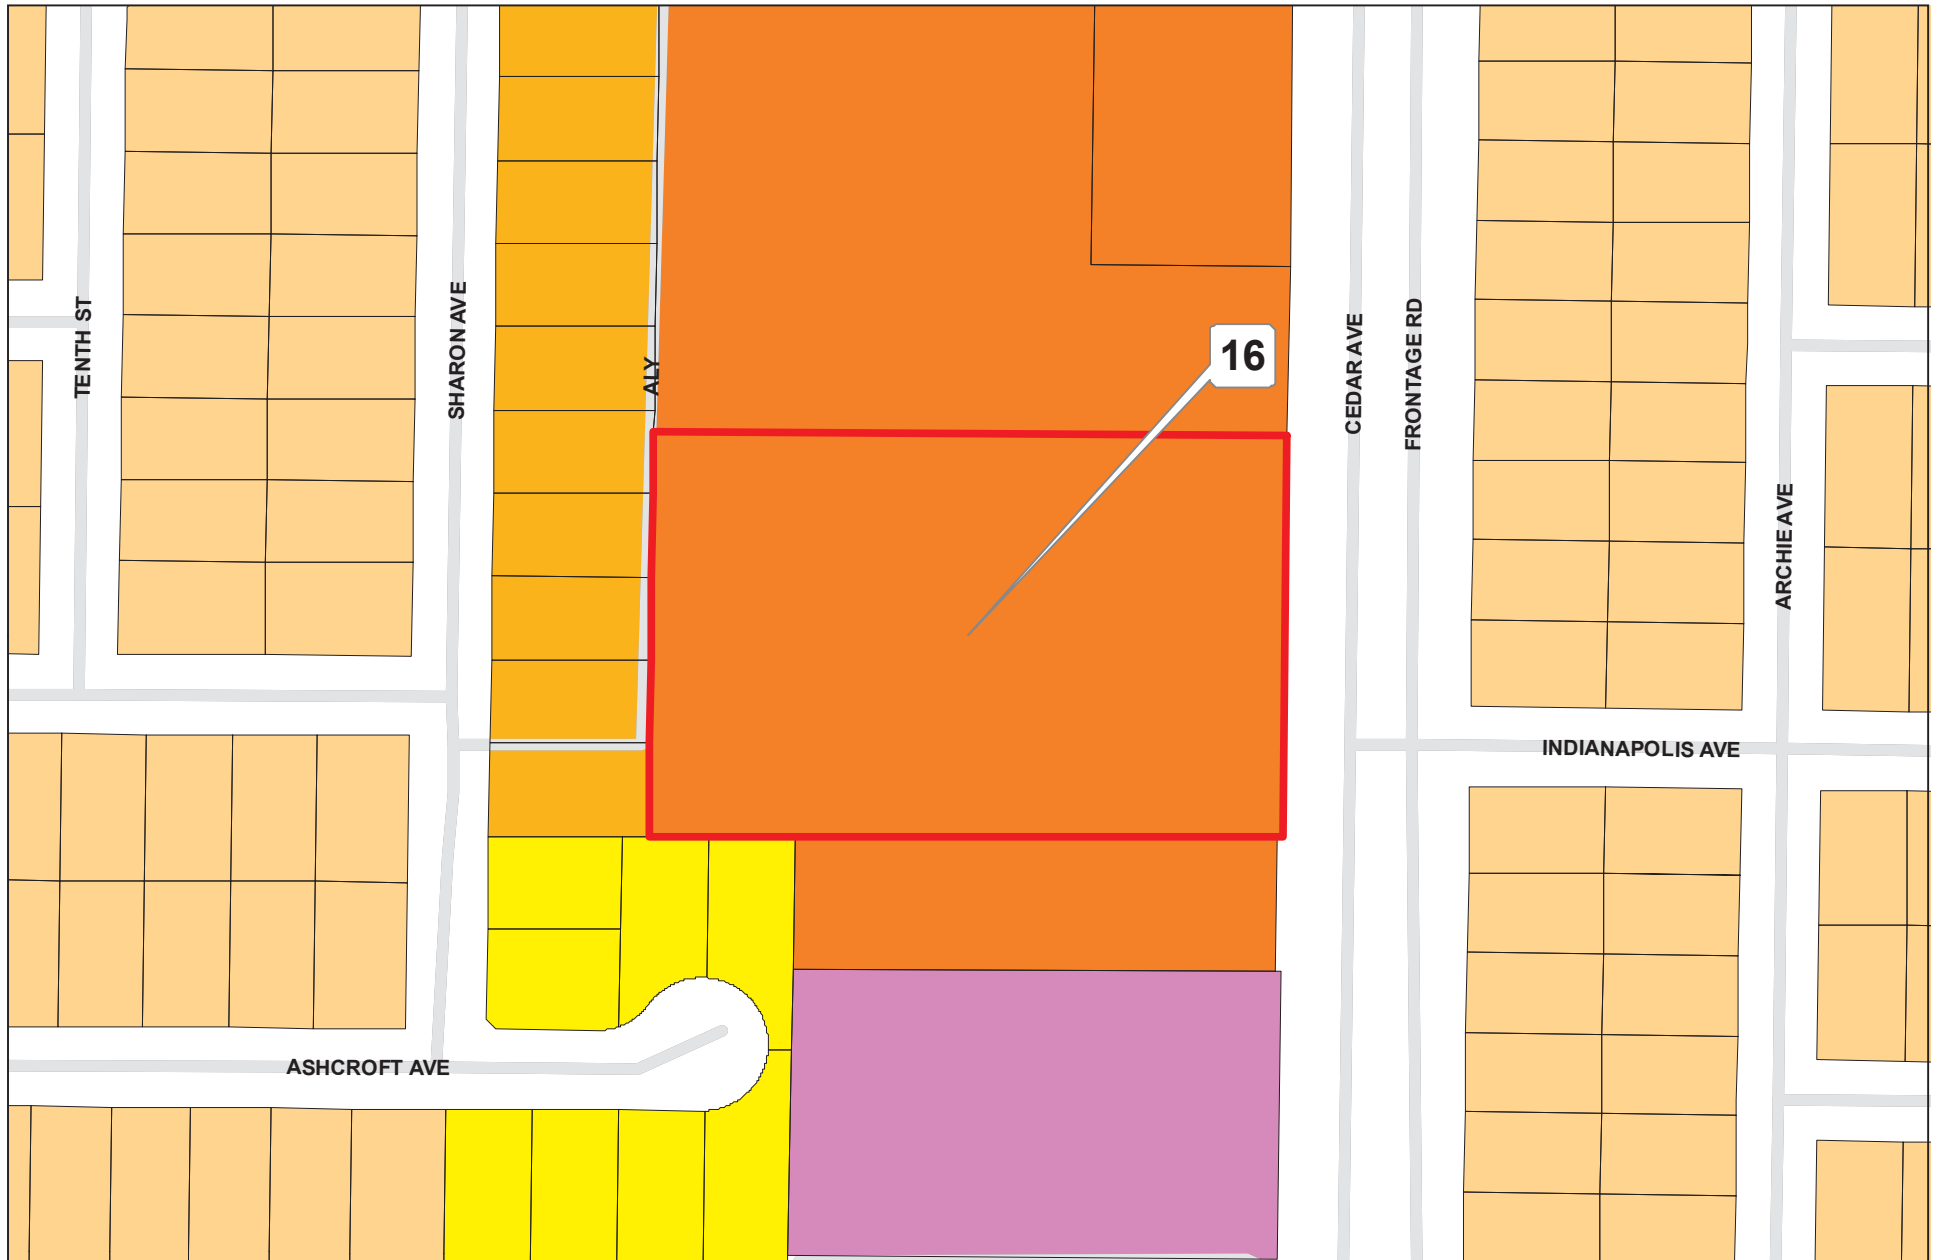 TENTH ST
SHARON AVE
ALY
16
CEDAR AVE
FRONTAGE RD
ARCHIE AVE
INDIANAPOLIS AVE
ASHCROFT AVE